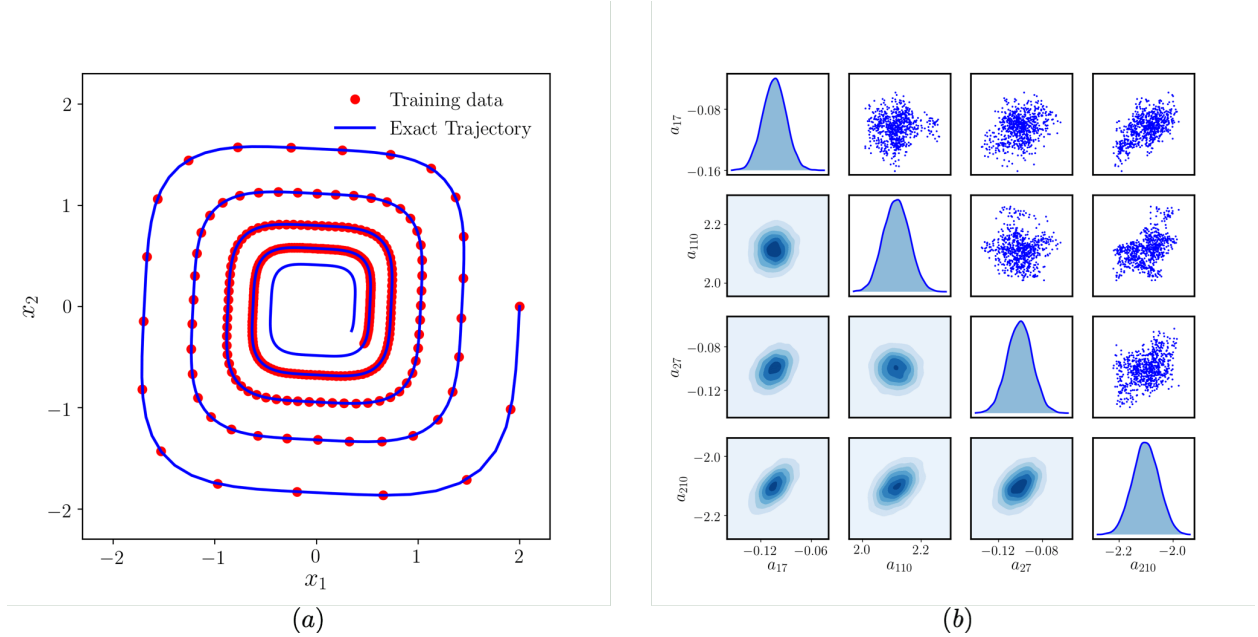 Training data
Exact Trajectory
2
1
0
−1
−2
x₂
−2
−1
0
1
2
x₁
(a)
a₁₇
−0.08
−0.16
a₁₁₀
2.2
2.0
a₂₇
−0.08
−0.12
a₂₁₀
−2.0
−2.2
−0.12 −0.06
2.0 2.2
−0.12 −0.08
−2.2 −2.0
a₁₇
a₁₁₀
a₂₇
a₂₁₀
(b)